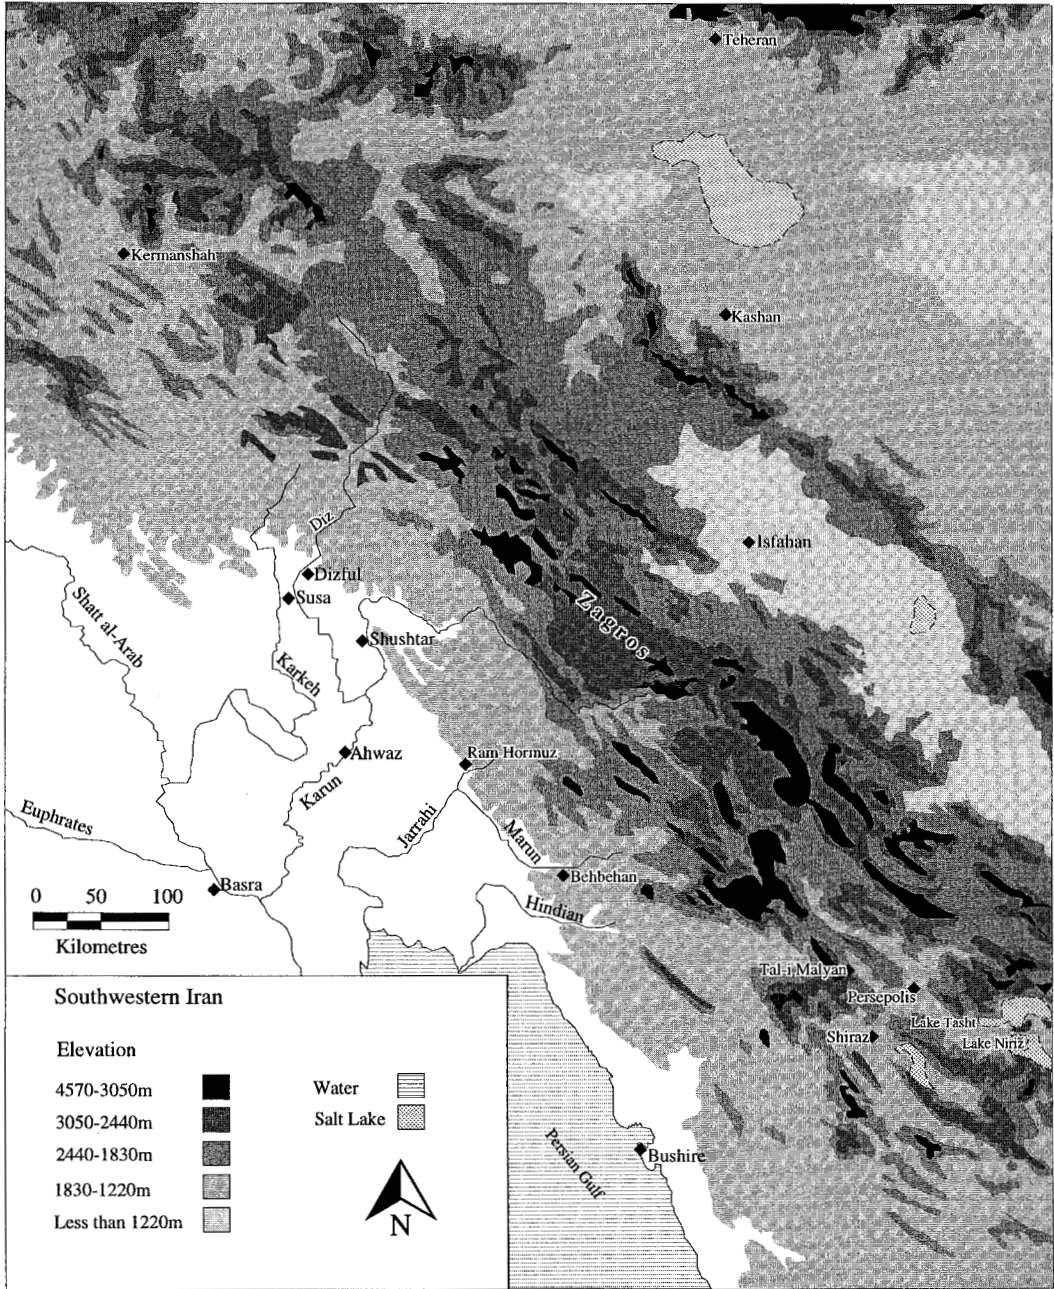 Teheran
Kermanshah
Kashan
Diz
Isfahan
Dizful
Susa
Zagros
Shatt al-Arab
Shushtar
Karkeh
Ahwaz
Ram Hormuz
Karun
Jarrahi
Euphrates
Marun
Basra
Behbehan
0 50 100
Kilometres
Hindian
Tal-i Malyan
Persepolis
Lake Tasht
Shiraz
Lake Niriz
Southwestern Iran
Elevation
4570-3050m
3050-2440m
2440-1830m
1830-1220m
Less than 1220m
Water
Salt Lake
N
Persian Gulf
Bushire